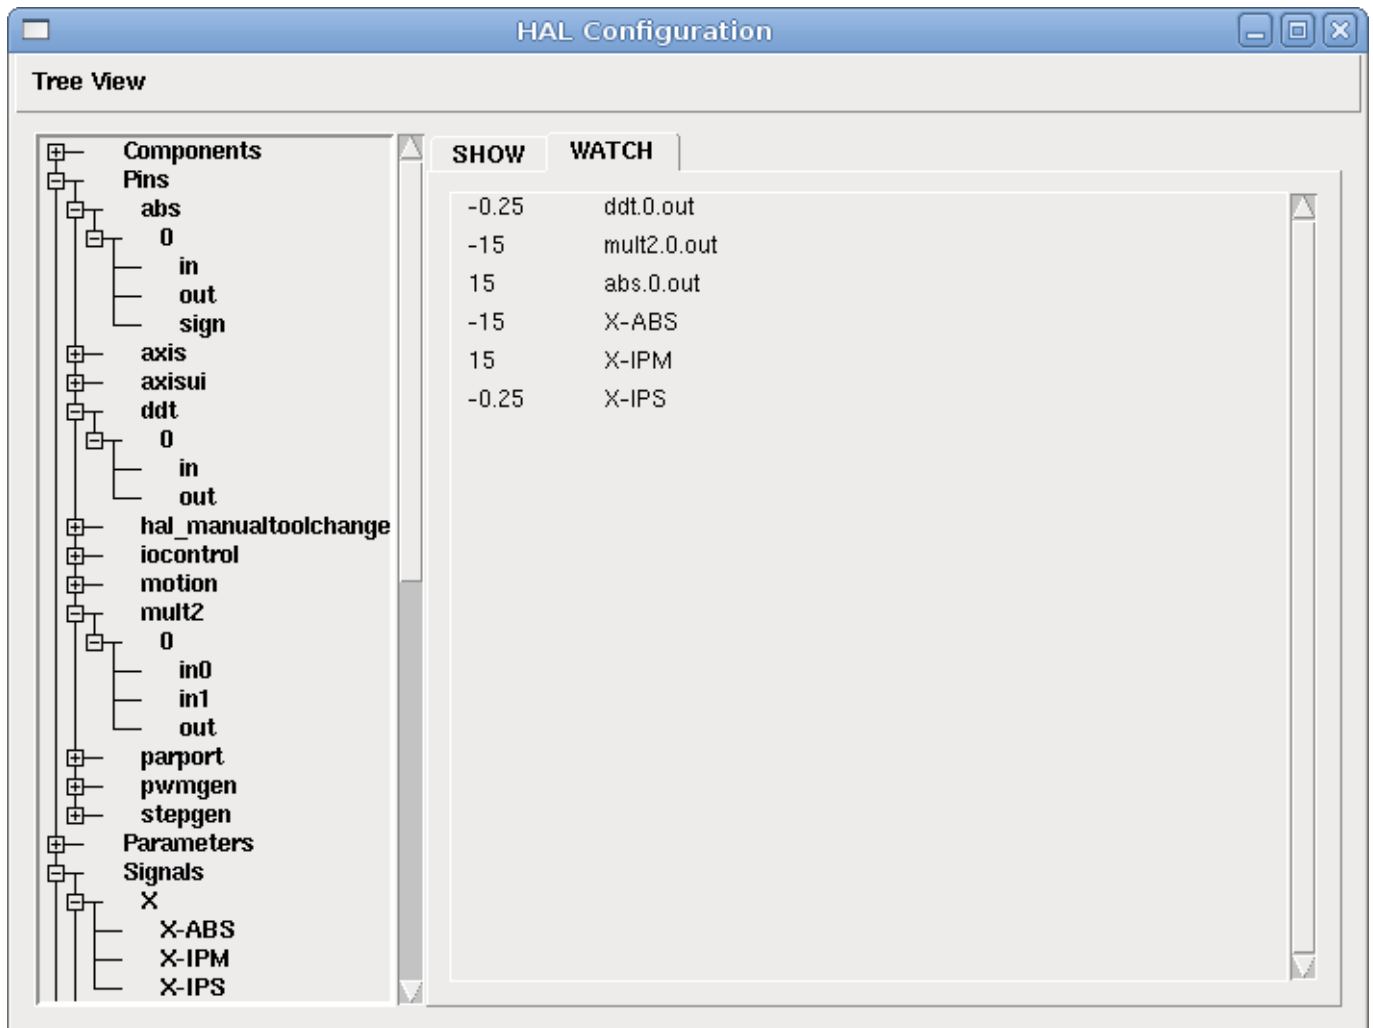 HAL Configuration
Tree View
Components
Pins
abs
0
in
out
sign
axis
axisui
ddt
0
in
out
hal_manualtoolchange
iocontrol
motion
mult2
0
in0
in1
out
parport
pwmgen
stepgen
Parameters
Signals
X
X-ABS
X-IPM
X-IPS
SHOW WATCH
-0.25 ddt.0.out
-15 mult2.0.out
15 abs.0.out
-15 X-ABS
15 X-IPM
-0.25 X-IPS